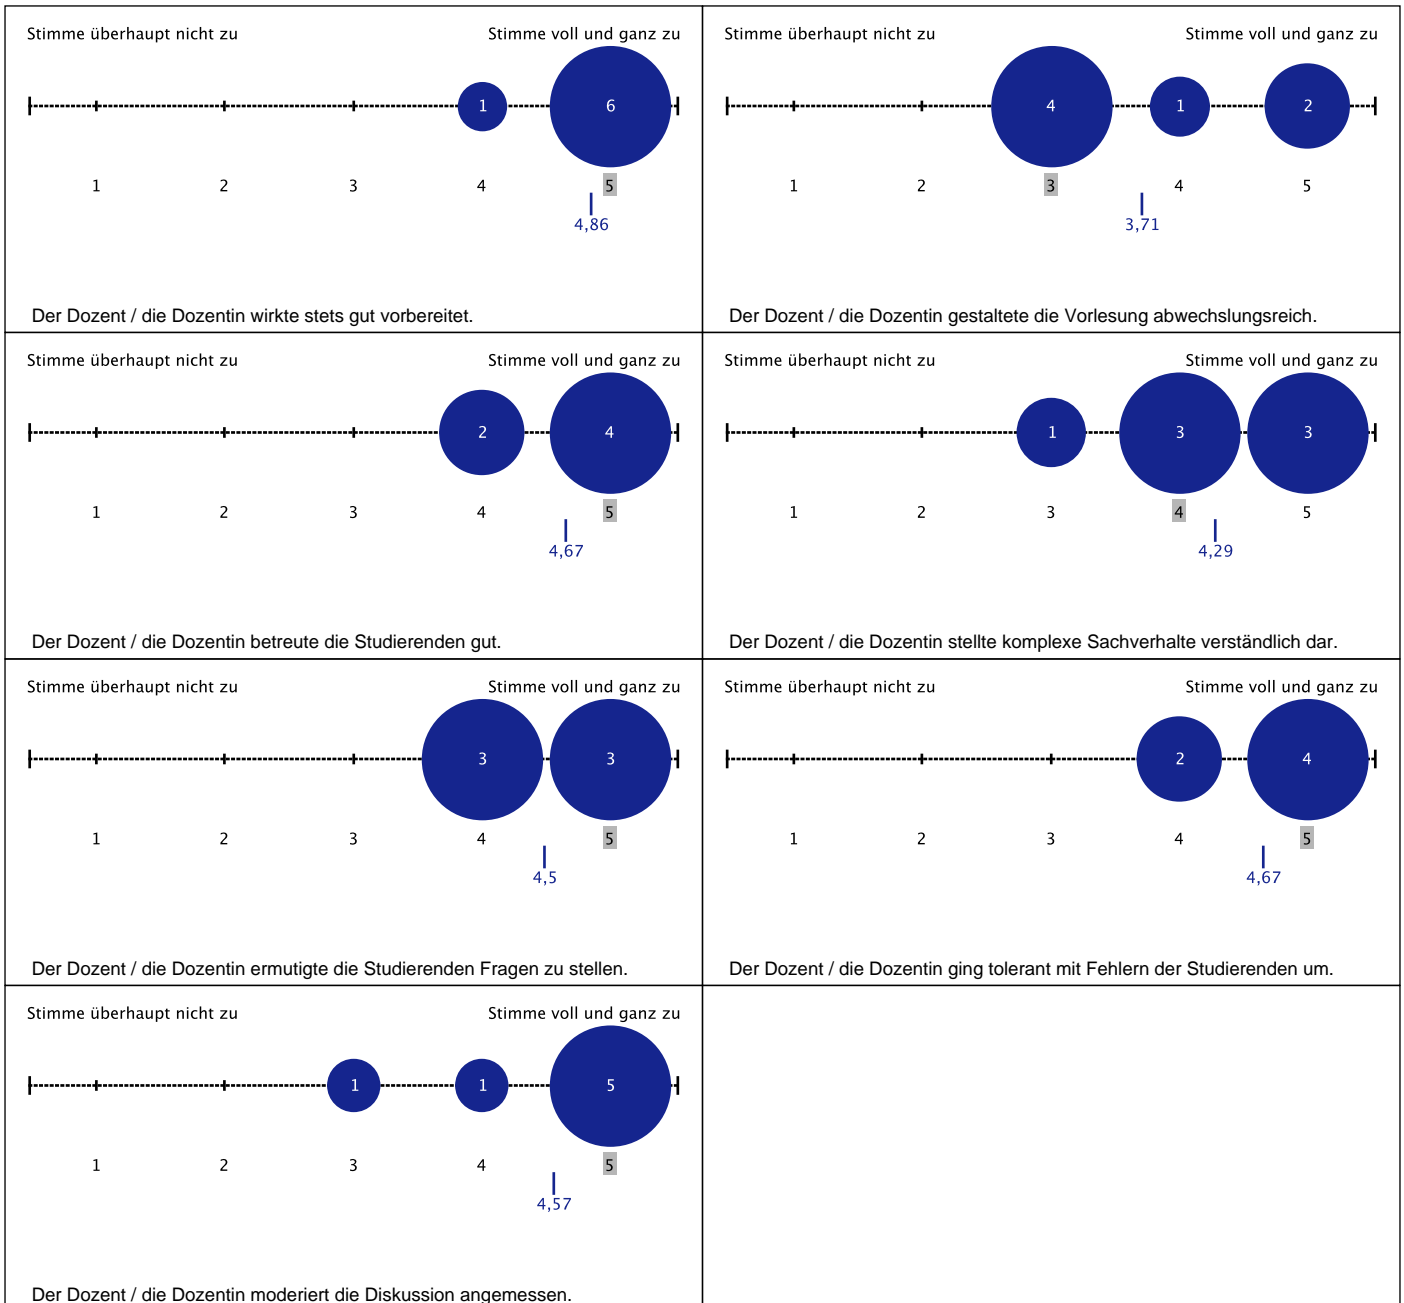 Stimme überhaupt nicht zu Stimme voll und ganz zu
1 6
1 2 3 4 5
4,86
Der Dozent / die Dozentin wirkte stets gut vorbereitet.
Stimme überhaupt nicht zu Stimme voll und ganz zu
4 1 2
1 2 3 4 5
3,71
Der Dozent / die Dozentin gestaltete die Vorlesung abwechslungsreich.
Stimme überhaupt nicht zu Stimme voll und ganz zu
2 4
1 2 3 4 5
4,67
Der Dozent / die Dozentin betreute die Studierenden gut.
Stimme überhaupt nicht zu Stimme voll und ganz zu
1 3 3
1 2 3 4 5
4,29
Der Dozent / die Dozentin stellte komplexe Sachverhalte verständlich dar.
Stimme überhaupt nicht zu Stimme voll und ganz zu
3 3
1 2 3 4 5
4,5
Der Dozent / die Dozentin ermutigte die Studierenden Fragen zu stellen.
Stimme überhaupt nicht zu Stimme voll und ganz zu
2 4
1 2 3 4 5
4,67
Der Dozent / die Dozentin ging tolerant mit Fehlern der Studierenden um.
Stimme überhaupt nicht zu Stimme voll und ganz zu
1 1 5
1 2 3 4 5
4,57
Der Dozent / die Dozentin moderiert die Diskussion angemessen.